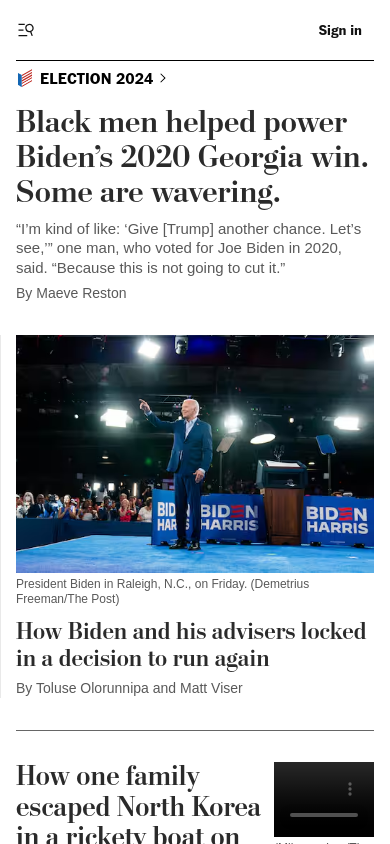 Sign in
ELECTION 2024
Black men helped power
Biden’s 2020 Georgia win.
Some are wavering.
“I’m kind of like: ‘Give [Trump] another chance. Let’s
see,’” one man, who voted for Joe Biden in 2020,
said. “Because this is not going to cut it.”
By Maeve Reston
BIDEN
HARRIS
BIDEN
HARRIS
BIDEN
HARRIS
President Biden in Raleigh, N.C., on Friday. (Demetrius
Freeman/The Post)
How Biden and his advisers locked
in a decision to run again
By Toluse Olorunnipa and Matt Viser
How one family
escaped North Korea
in a rickety boat on